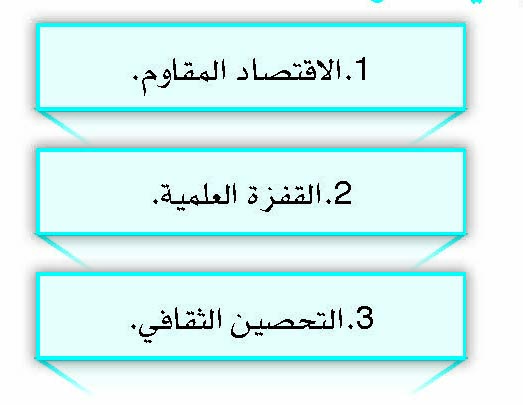 1.الاقتصاد المقاوم.
2.القفزة العلمية.
3.التحصين الثقافي.